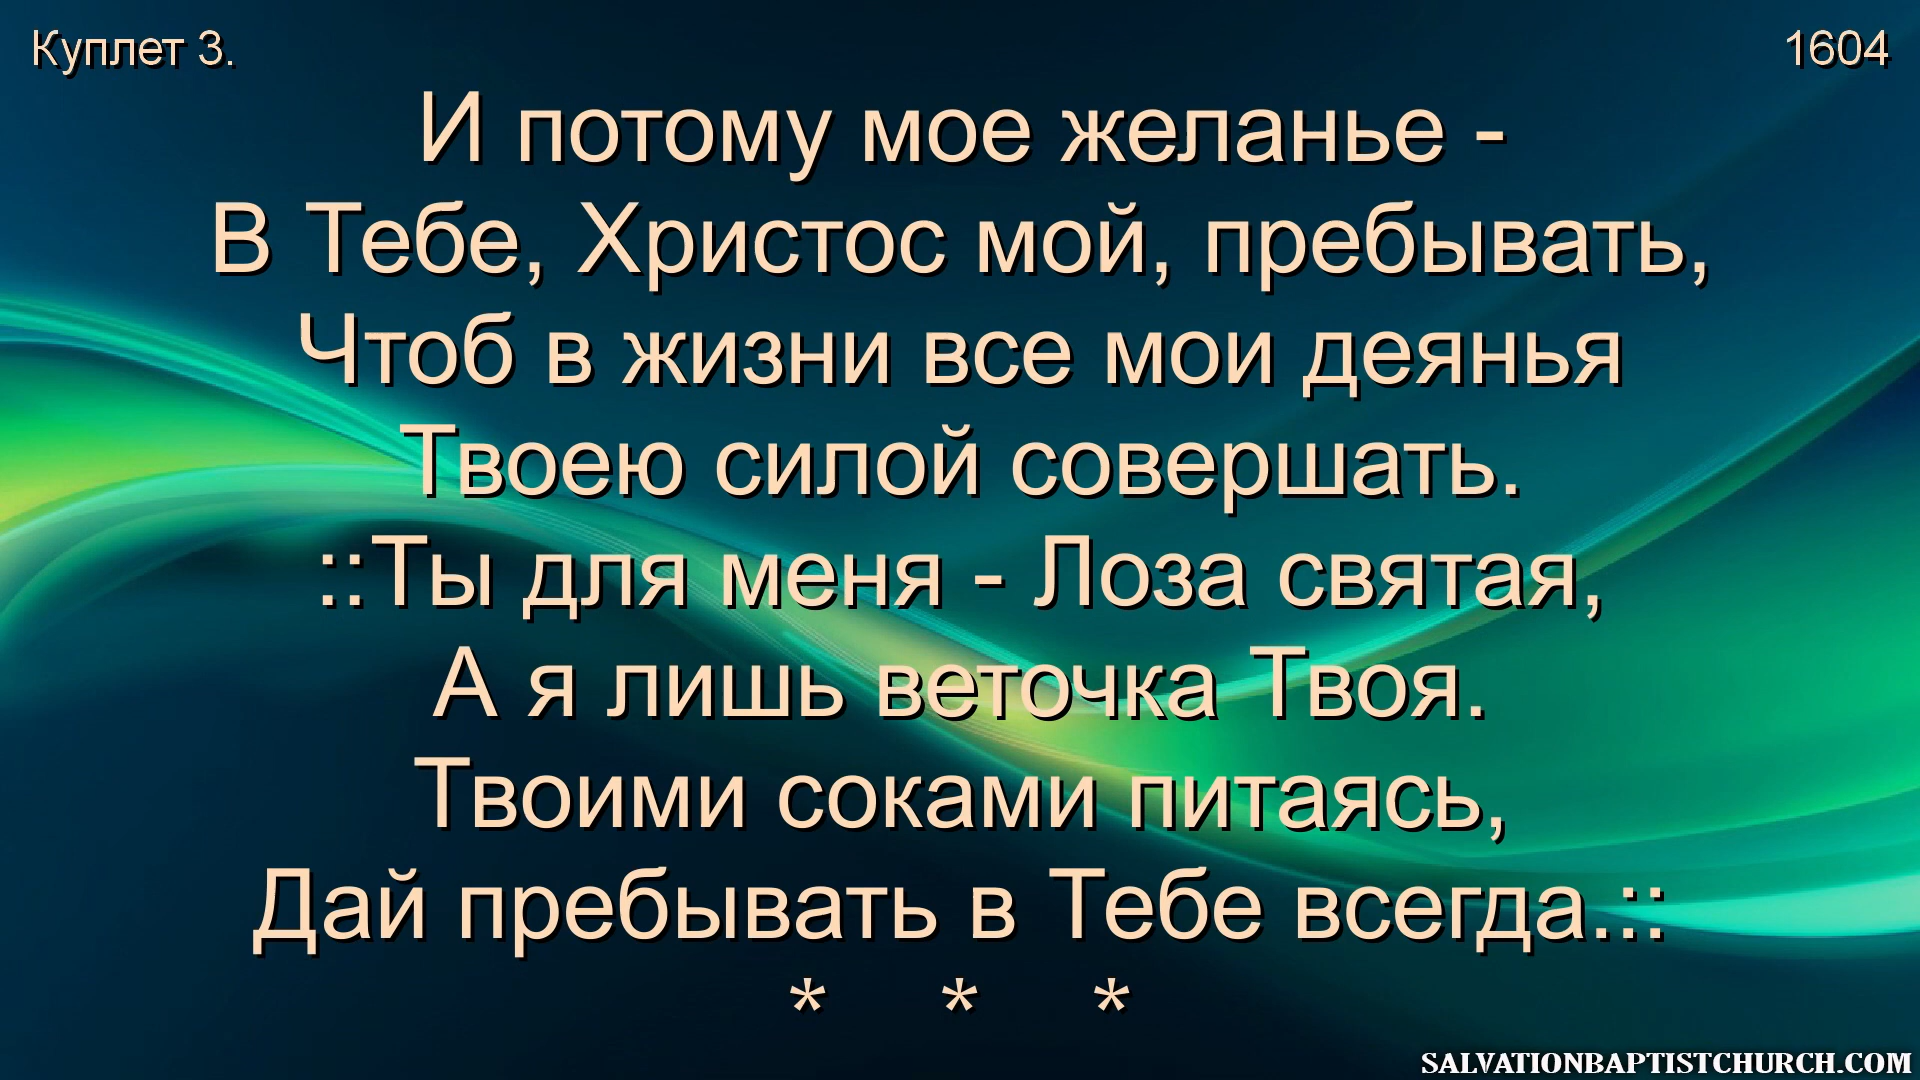 Куплет 3.
1604
И потому мое желанье -
В Тебе, Христос мой, пребывать,
Чтоб в жизни все мои деянья
Твоею силой совершать.
::Ты для меня - Лоза святая,
А я лишь веточка Твоя.
Твоими соками питаясь,
Дай пребывать в Тебе всегда.::
* * *
SALVATIONBAPTISTCHURCH.COM